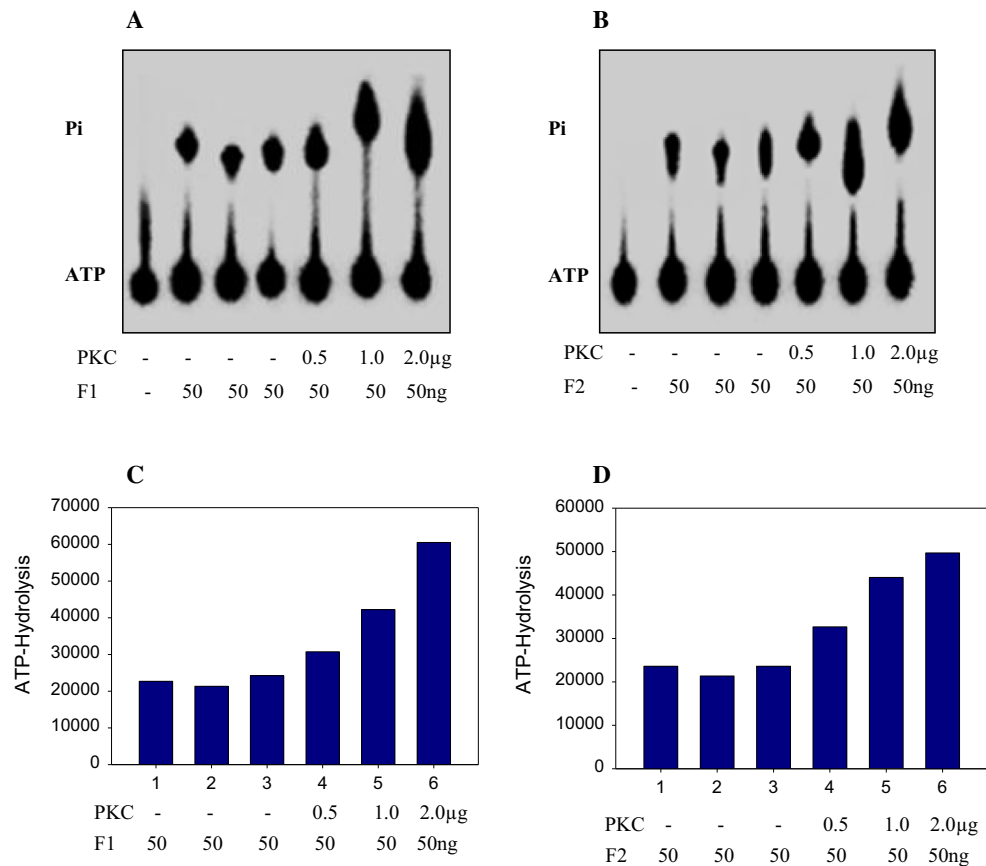 A
Pi
ATP
PKC - - - - 0.5 1.0 2.0µg
F1 - 50 50 50 50 50 50ng
B
Pi
ATP
PKC - - - - 0.5 1.0 2.0µg
F2 - 50 50 50 50 50 50ng
C
ATP-Hydrolysis
70000
60000
50000
40000
30000
20000
10000
0
1 2 3 4 5 6
PKC - - - 0.5 1.0 2.0µg
F1 50 50 50 50 50 50ng
D
ATP-Hydrolysis
60000
50000
40000
30000
20000
10000
0
1 2 3 4 5 6
PKC - - - 0.5 1.0 2.0µg
F2 50 50 50 50 50 50ng